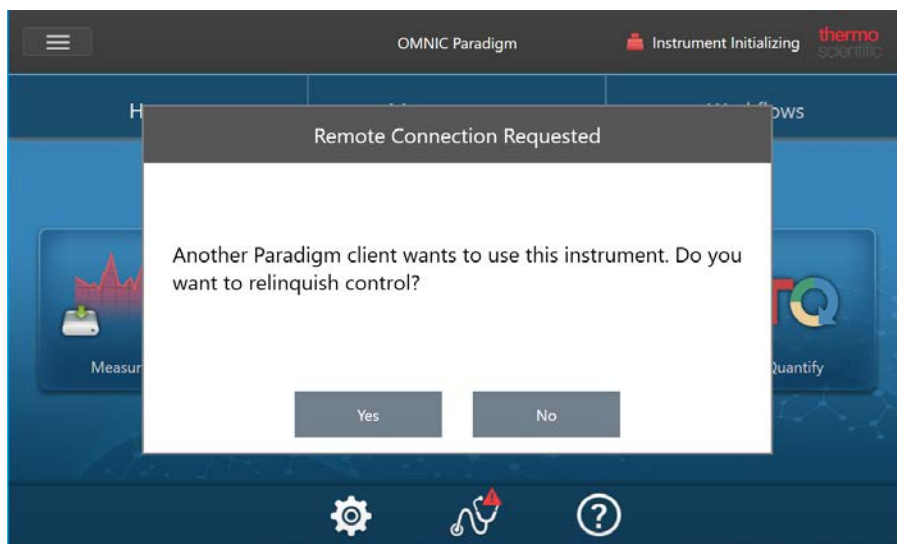 OMNIC Paradigm
Instrument Initializing
thermo
scientific
Remote Connection Requested
Another Paradigm client wants to use this instrument. Do you
want to relinquish control?
Yes
No